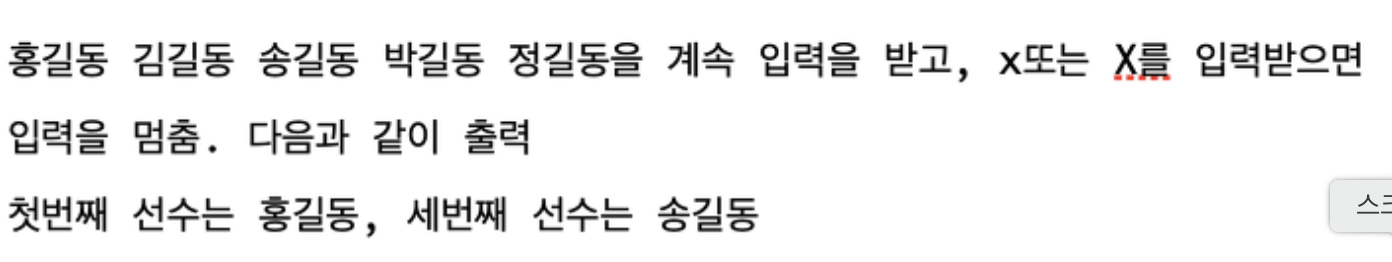 홍길동 김길동 송길동 박길동 정길동을 계속 입력을 받고, x또는 X를 입력받으면
입력을 멈춤. 다음과 같이 출력
첫번째 선수는 홍길동, 세번째 선수는 송길동